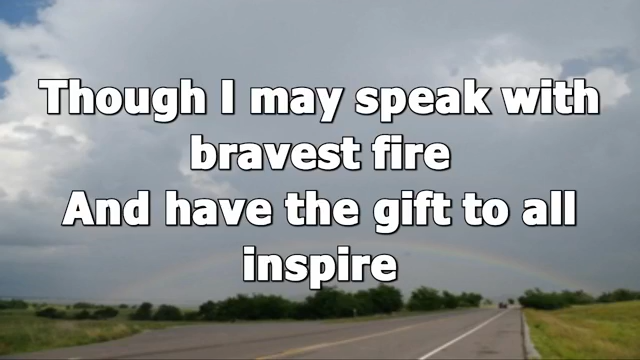 Though I may speak with
bravest fire
And have the gift to all
inspire